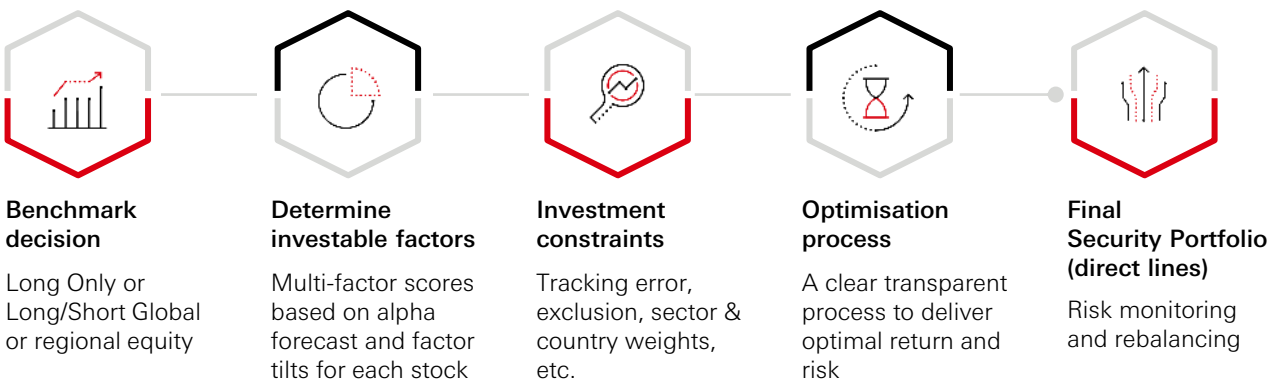 Benchmark
decision
Long Only or
Long/Short Global
or regional equity
Determine
investable factors
Multi-factor scores
based on alpha
forecast and factor
tilts for each stock
Investment
constraints
Tracking error,
exclusion, sector &
country weights,
etc.
Optimisation
process
A clear transparent
process to deliver
optimal return and
risk
Final
Security Portfolio
(direct lines)
Risk monitoring
and rebalancing